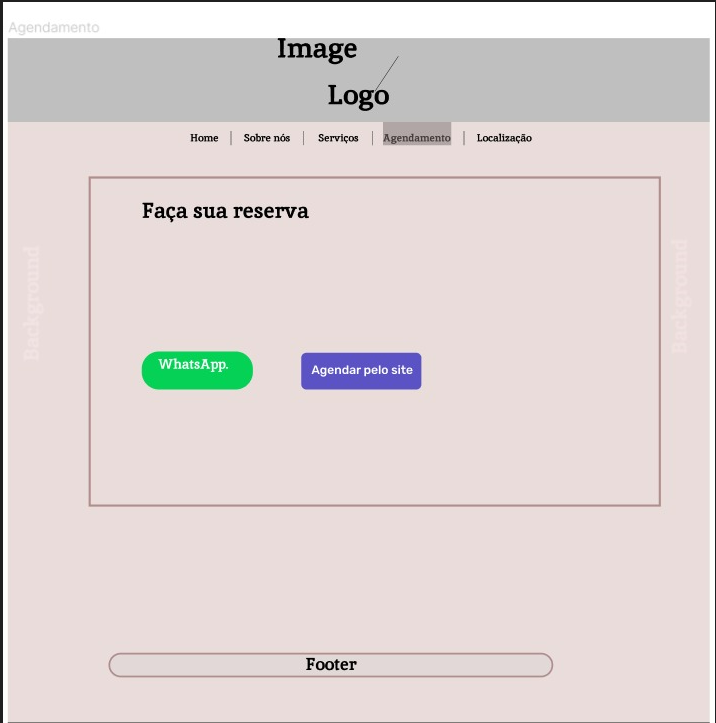 Agendamento
Image
Logo
Home Sobre nós Serviços Agendamento Localização
Faça sua reserva
Background
Background
WhatsApp.
Agendar pelo site
Footer